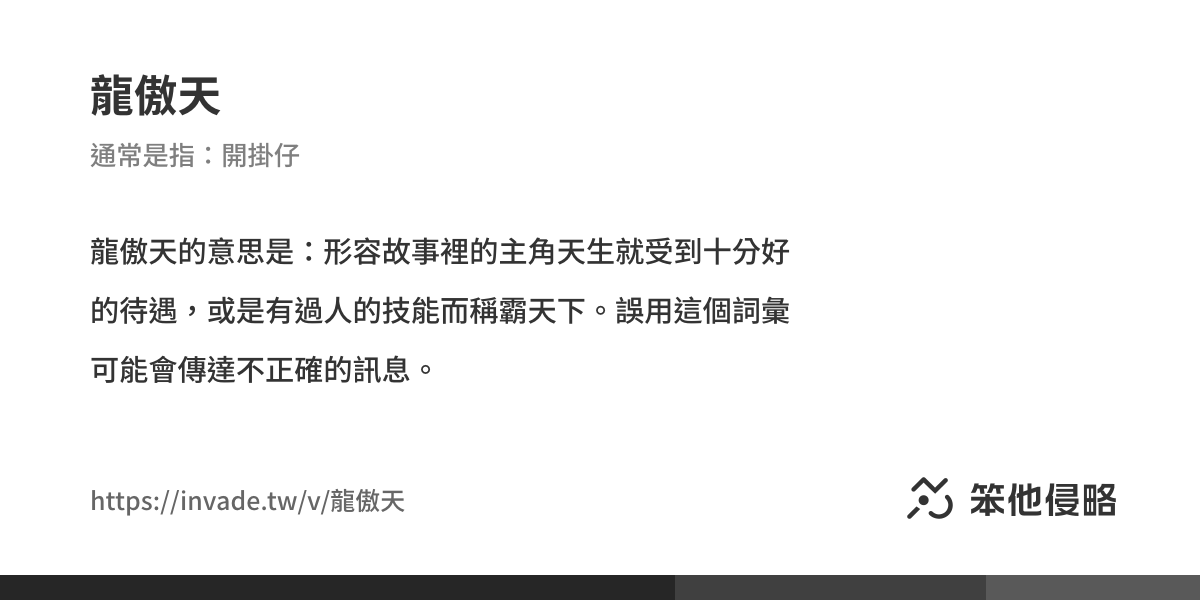 龍傲天
通常是指：開掛仔
龍傲天的意思是：形容故事裡的主角天生就受到十分好
的待遇，或是有過人的技能而稱霸天下。誤用這個詞彙
可能會傳達不正確的訊息。
https://invade.tw/v/龍傲天
笨他侵略